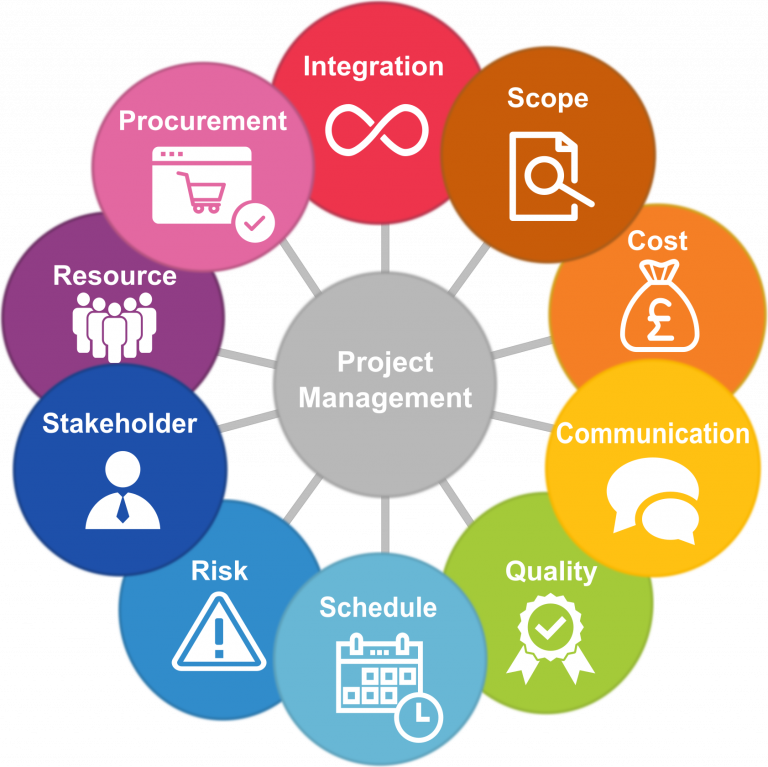 Integration
Scope
Cost
Communication
Quality
Schedule
Risk
Stakeholder
Resource
Procurement
Project
Management
£